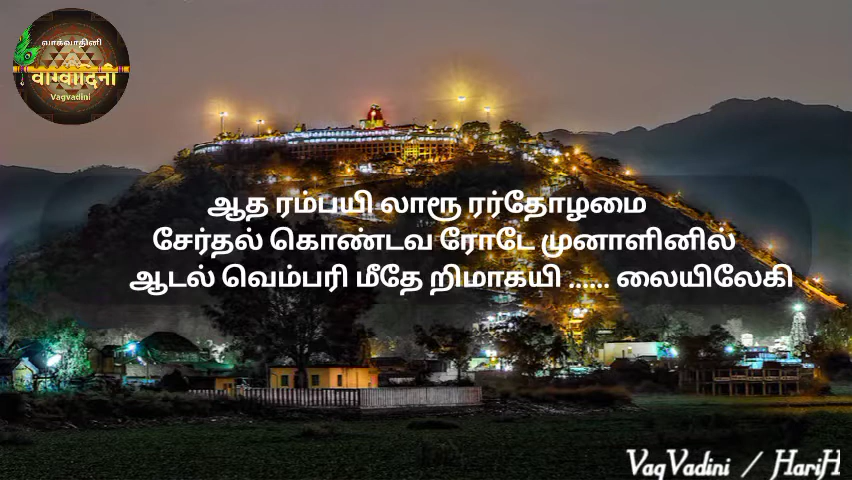 வாக்வாதினி
वाग्वादिनी
Vagvadini
ஆத ரம்பயி லாரூ ரர்தோழமை
சேர்தல் கொண்டவ ரோடே முனாளினில்
ஆடல் வெம்பரி மீதே றிமாகயி ...... லையிலேகி
VagVadini / HariH